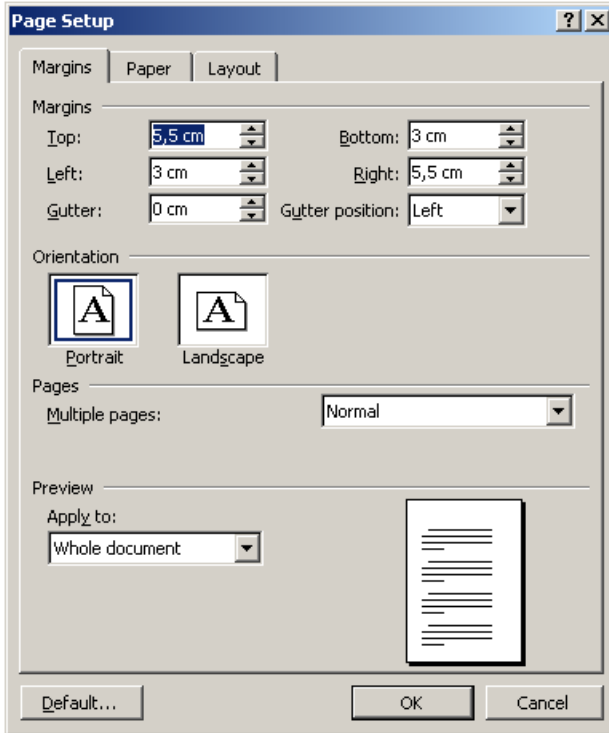 Page Setup
Margins Paper Layout
Margins
Top: 5,5 cm Bottom: 3 cm
Left: 3 cm Right: 5,5 cm
Gutter: 0 cm Gutter position: Left
Orientation
A A
Portrait Landscape
Pages
Multiple pages: Normal
Preview
Apply to:
Whole document
Default... OK Cancel